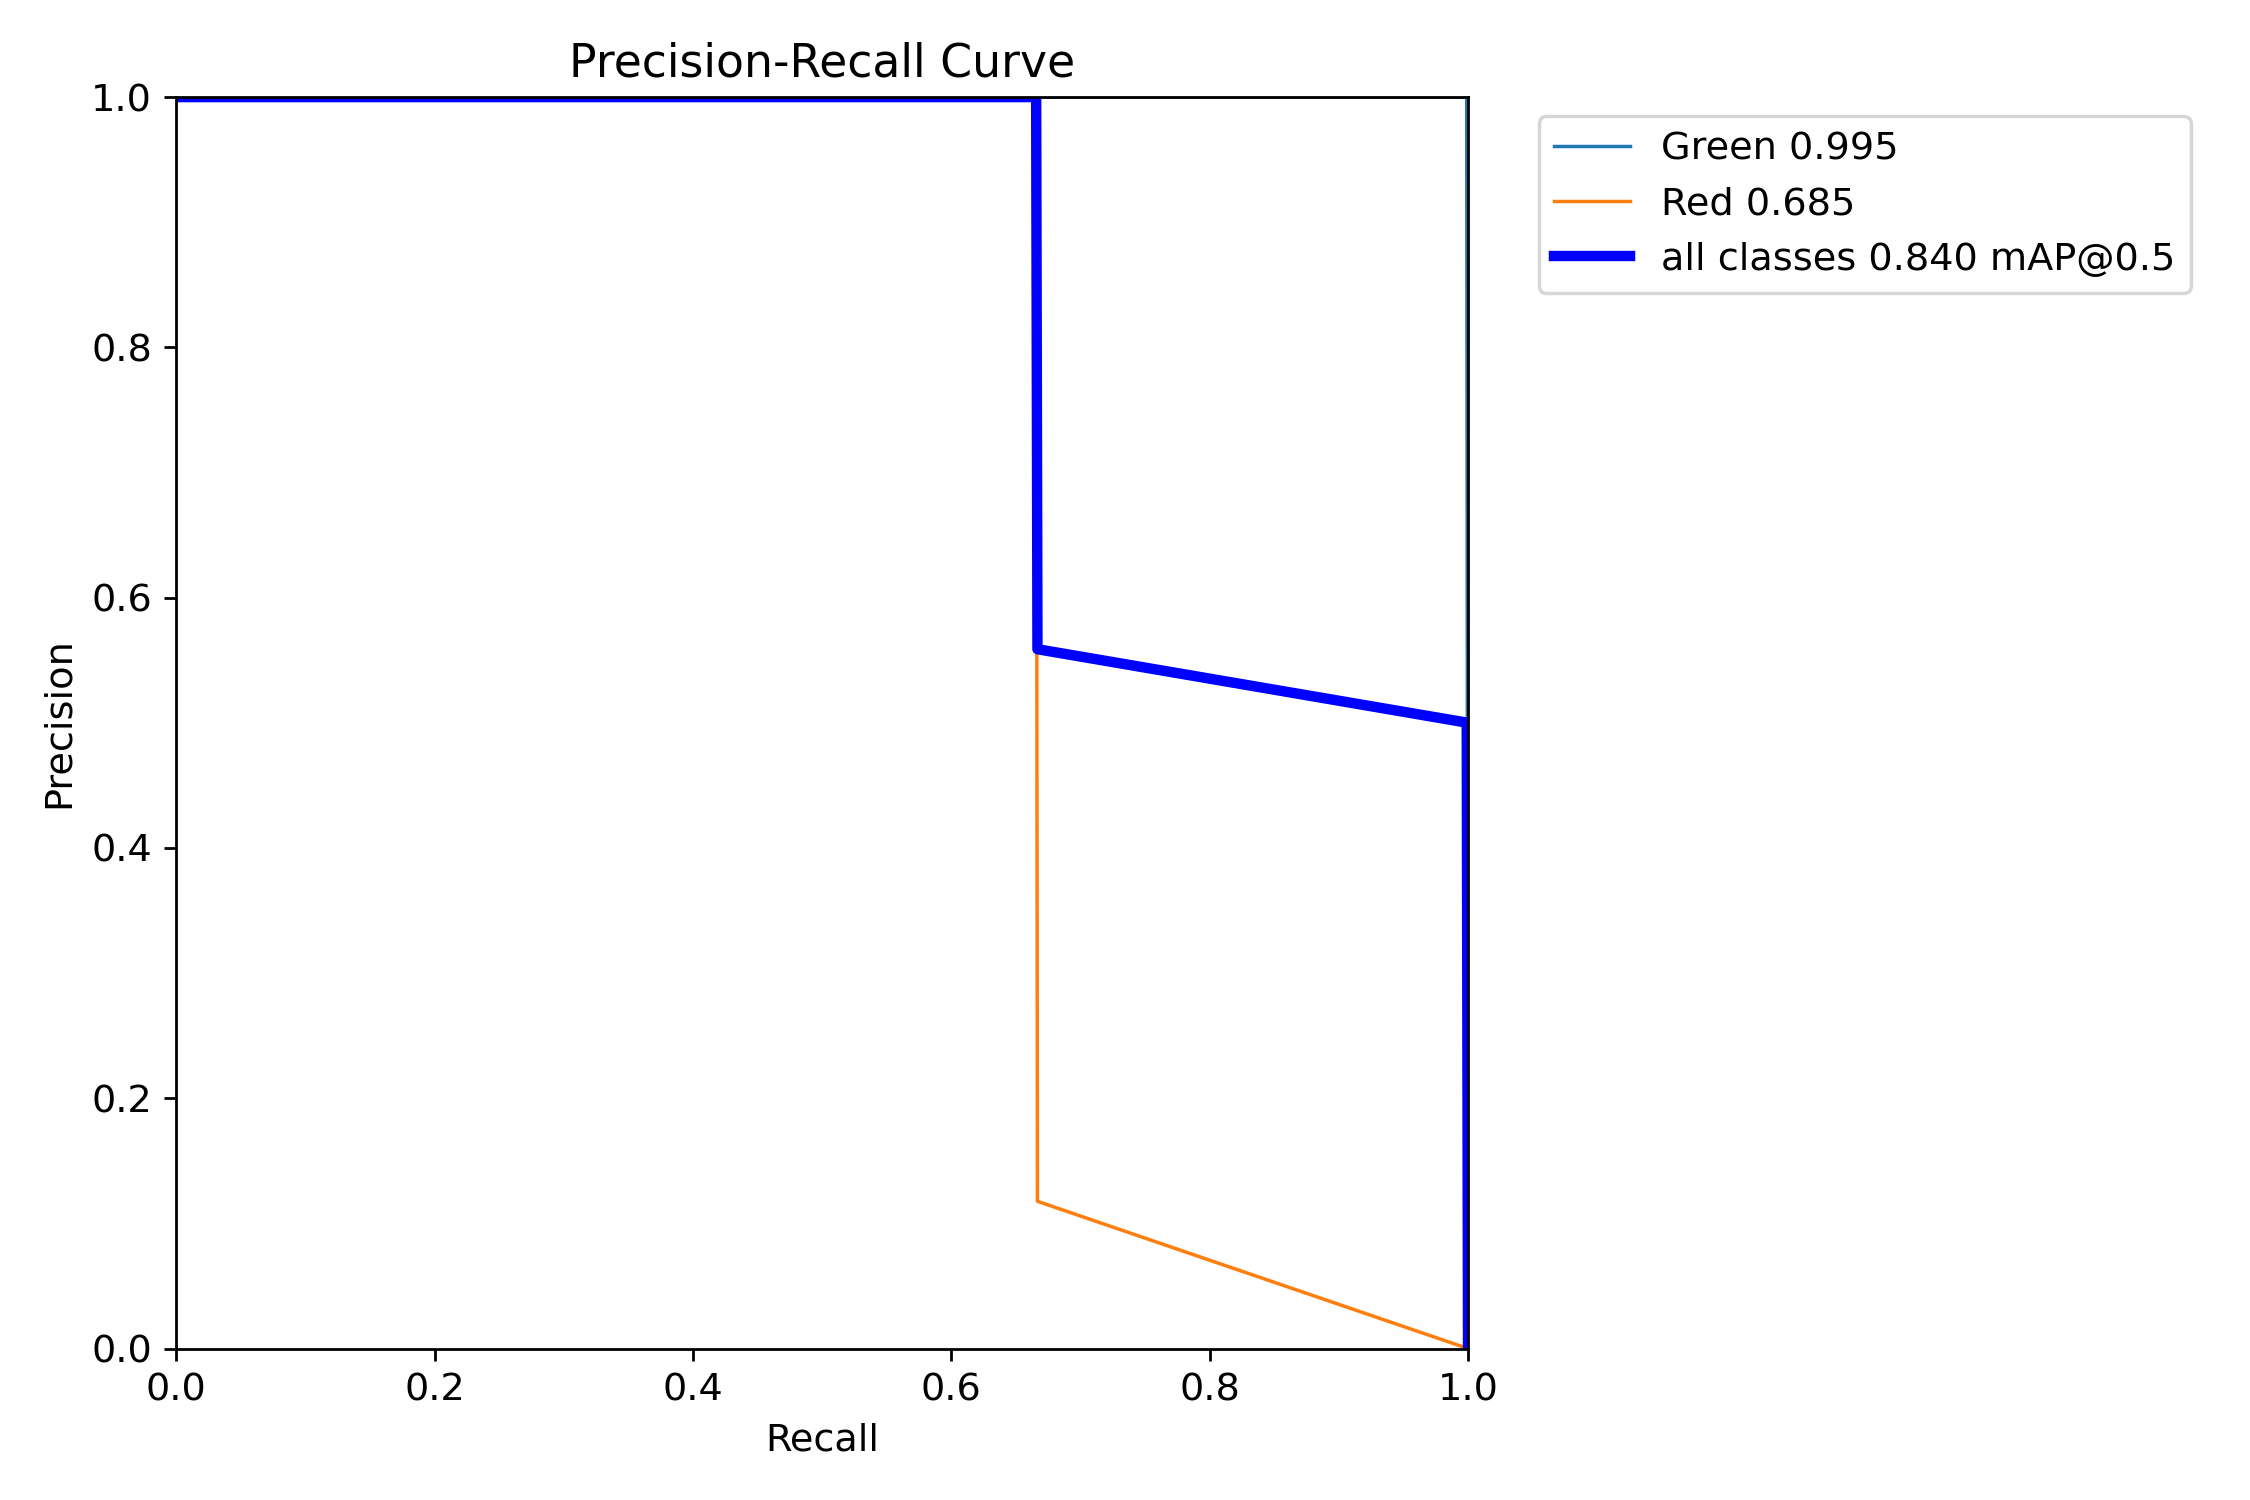 Precision-Recall Curve
Green 0.995
Red 0.685
all classes 0.840 mAP@0.5
1.0
0.8
0.6
0.4
0.2
0.0
Precision
0.0 0.2 0.4 0.6 0.8 1.0
Recall